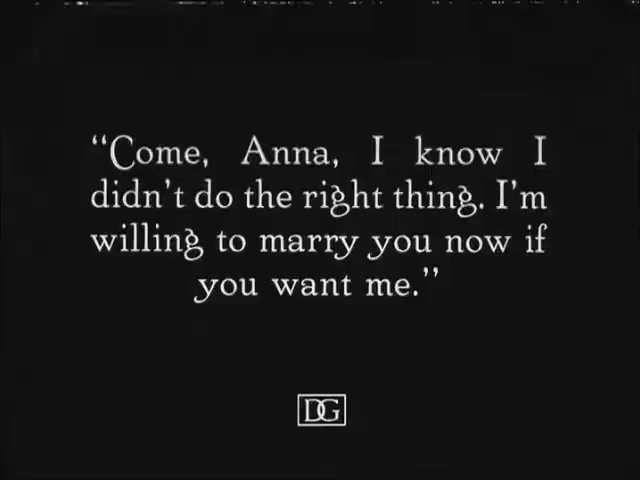 “Come, Anna, I know I
didn’t do the right thing. I’m
willing to marry you now if
you want me.”
DG